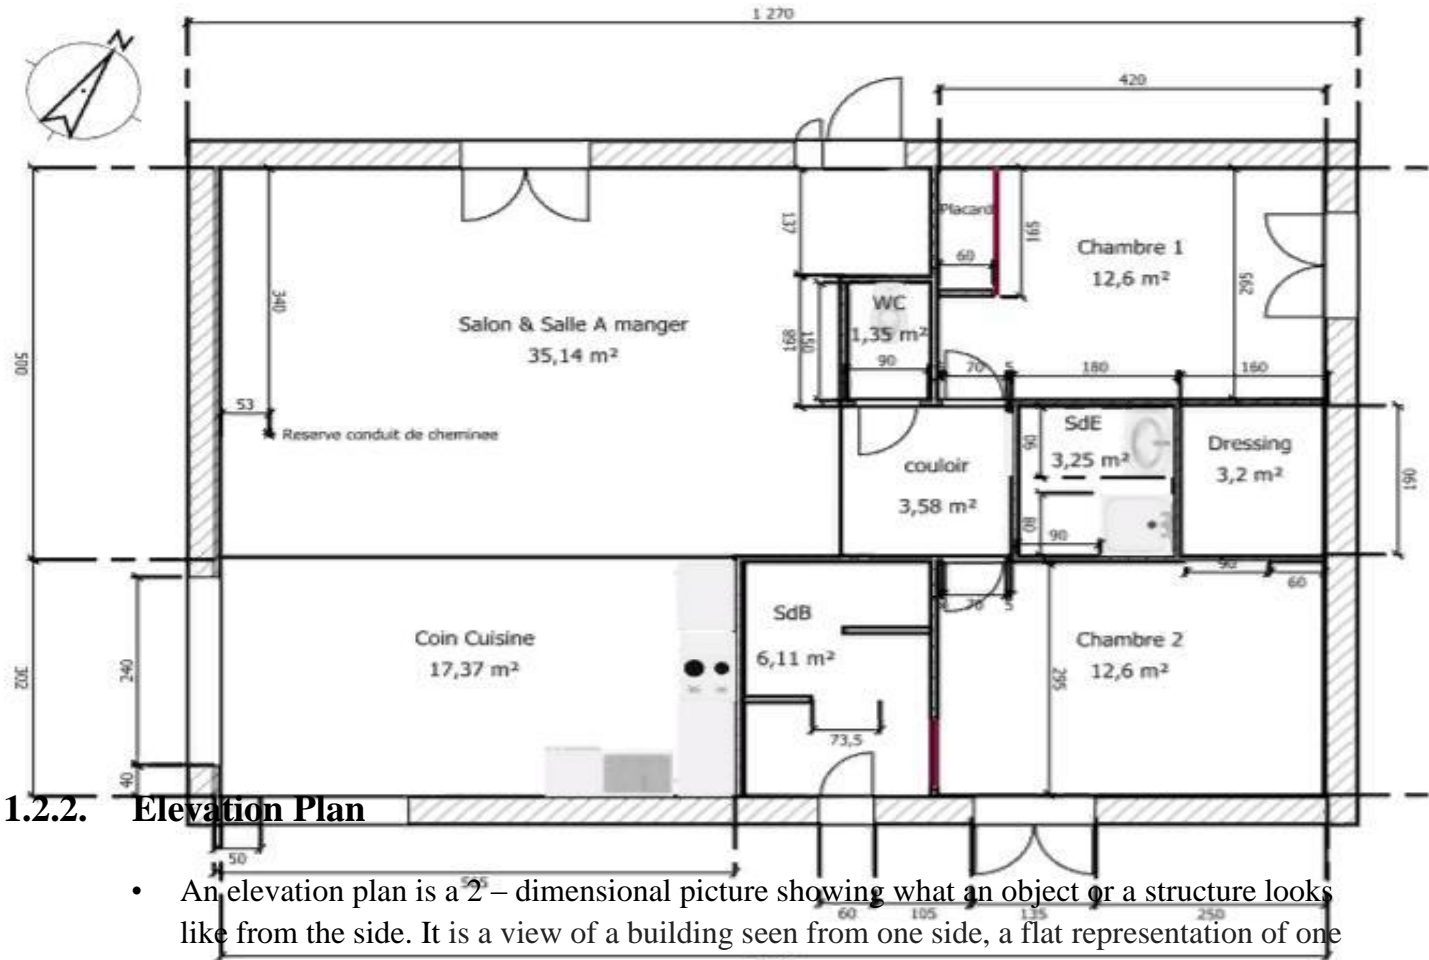 1 270
N
420
137
Placard
165
Chambre 1
12,6 m²
60
295
340
WC
1,35 m²
Salon & Salle A manger
35,14 m²
168
150
90
500
70
5
180
160
53
Reserve conduit de cheminee
SdE
3,25 m²
90
Dressing
3,2 m²
couloir
3,58 m²
190
80
90
90
60
70
5
SdB
6,11 m²
Coin Cuisine
17,37 m²
Chambre 2
12,6 m²
295
302
240
40
73,5
1.2.2. Elevation Plan
50
• An elevation plan is a 2 – dimensional picture showing what an object or a structure looks
60
105
135
250
like from the side. It is a view of a building seen from one side, a flat representation of one